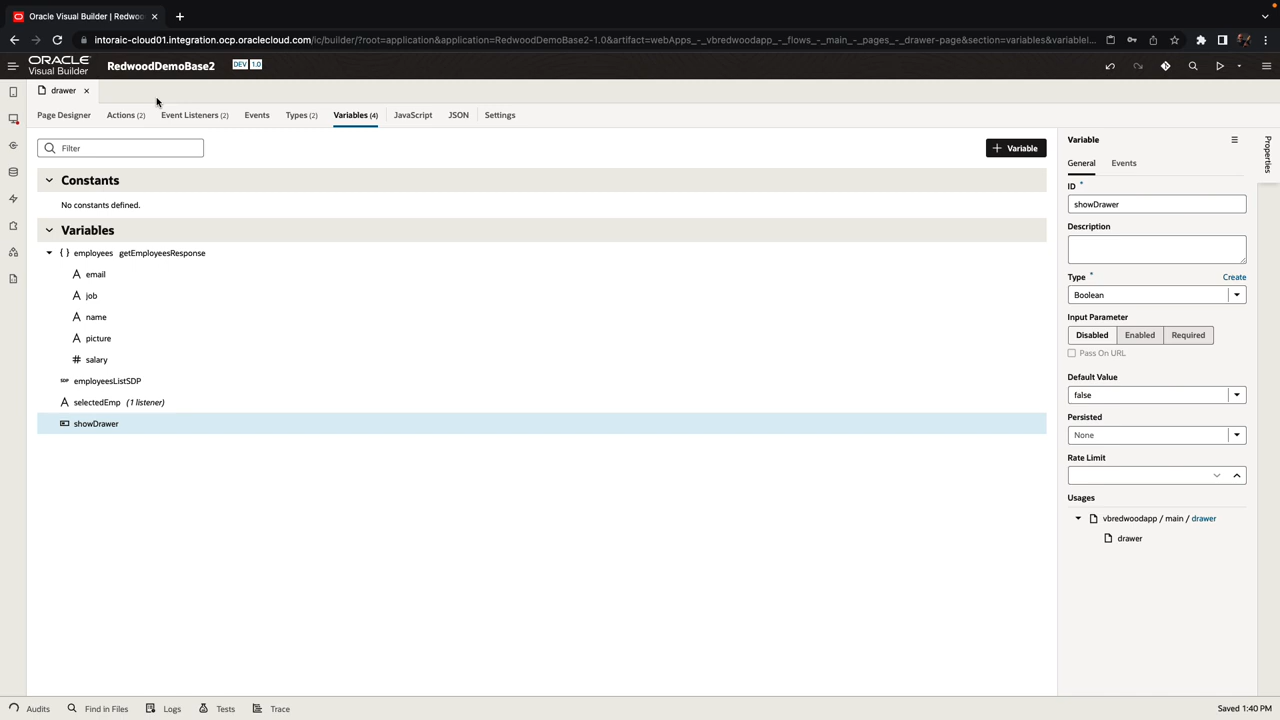 Oracle Visual Builder | Redwoo
intoraic-cloud01.integration.ocp.oraclecloud.com/ic/builder/?root=application&application=RedwoodDemoBase2-1.0&artifact=webApps_-_vbredwoodapp_-_flows_-_main_-_pages_-_drawer-page&section=variables&variablel...
ORACLE
Visual Builder
RedwoodDemoBase2
DEV 1.0
drawer
Page Designer Actions (2) Event Listeners (2) Events Types (2) Variables (4) JavaScript JSON Settings
Filter
+ Variable
Constants
No constants defined.
Variables
{ } employees getEmployeesResponse
A email
A job
A name
A picture
# salary
SDP employeesListSDP
A selectedEmp (1 listener)
showDrawer
Variable
General Events
ID *
showDrawer
Description
Type * Create
Boolean
Input Parameter
Disabled Enabled Required
Pass On URL
Default Value
false
Persisted
None
Rate Limit
Usages
vbredwoodapp / main / drawer
drawer
Properties
Audits Find in Files Logs Tests Trace
Saved 1:40 PM